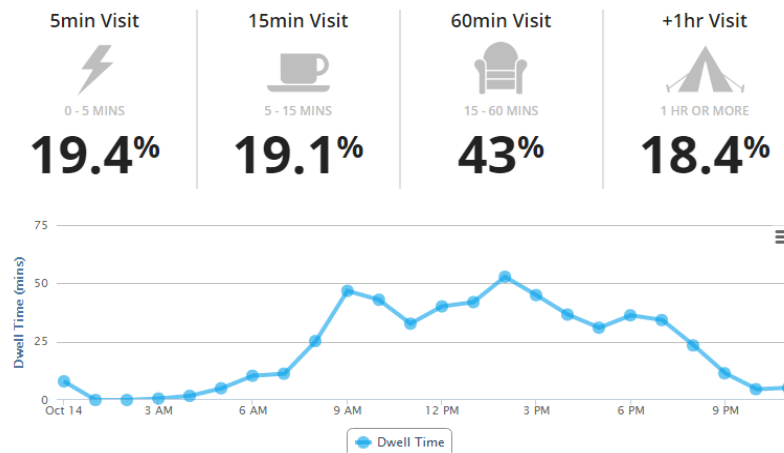 5min Visit
15min Visit
60min Visit
+1hr Visit
0 - 5 MINS
5 - 15 MINS
15 - 60 MINS
1 HR OR MORE
19.4%
19.1%
43%
18.4%
75
50
25
0
Dwell Time (mins)
Oct 14
3 AM
6 AM
9 AM
12 PM
3 PM
6 PM
9 PM
Dwell Time